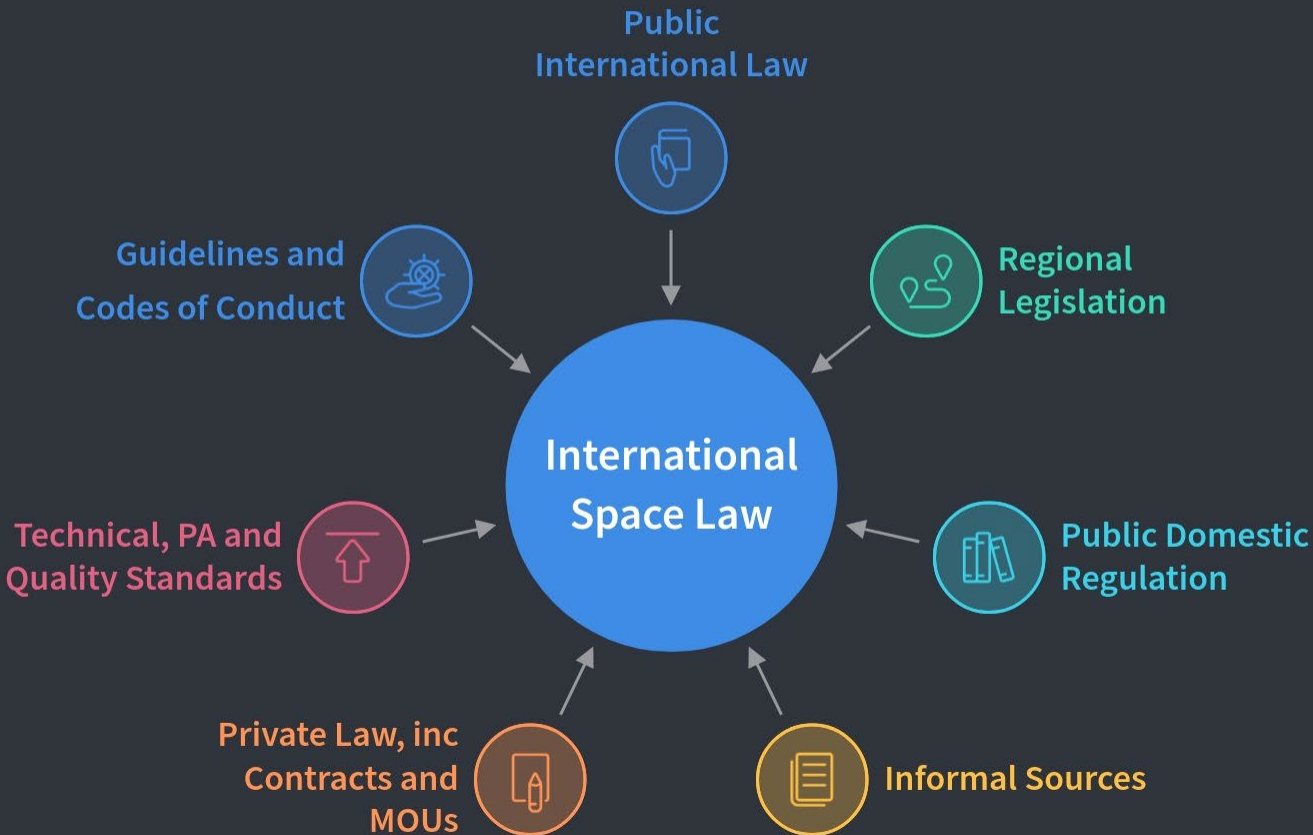 Public
International Law
Guidelines and
Codes of Conduct
Regional
Legislation
International
Space Law
Technical, PA and
Quality Standards
Public Domestic
Regulation
Private Law, inc
Contracts and
MOUs
Informal Sources